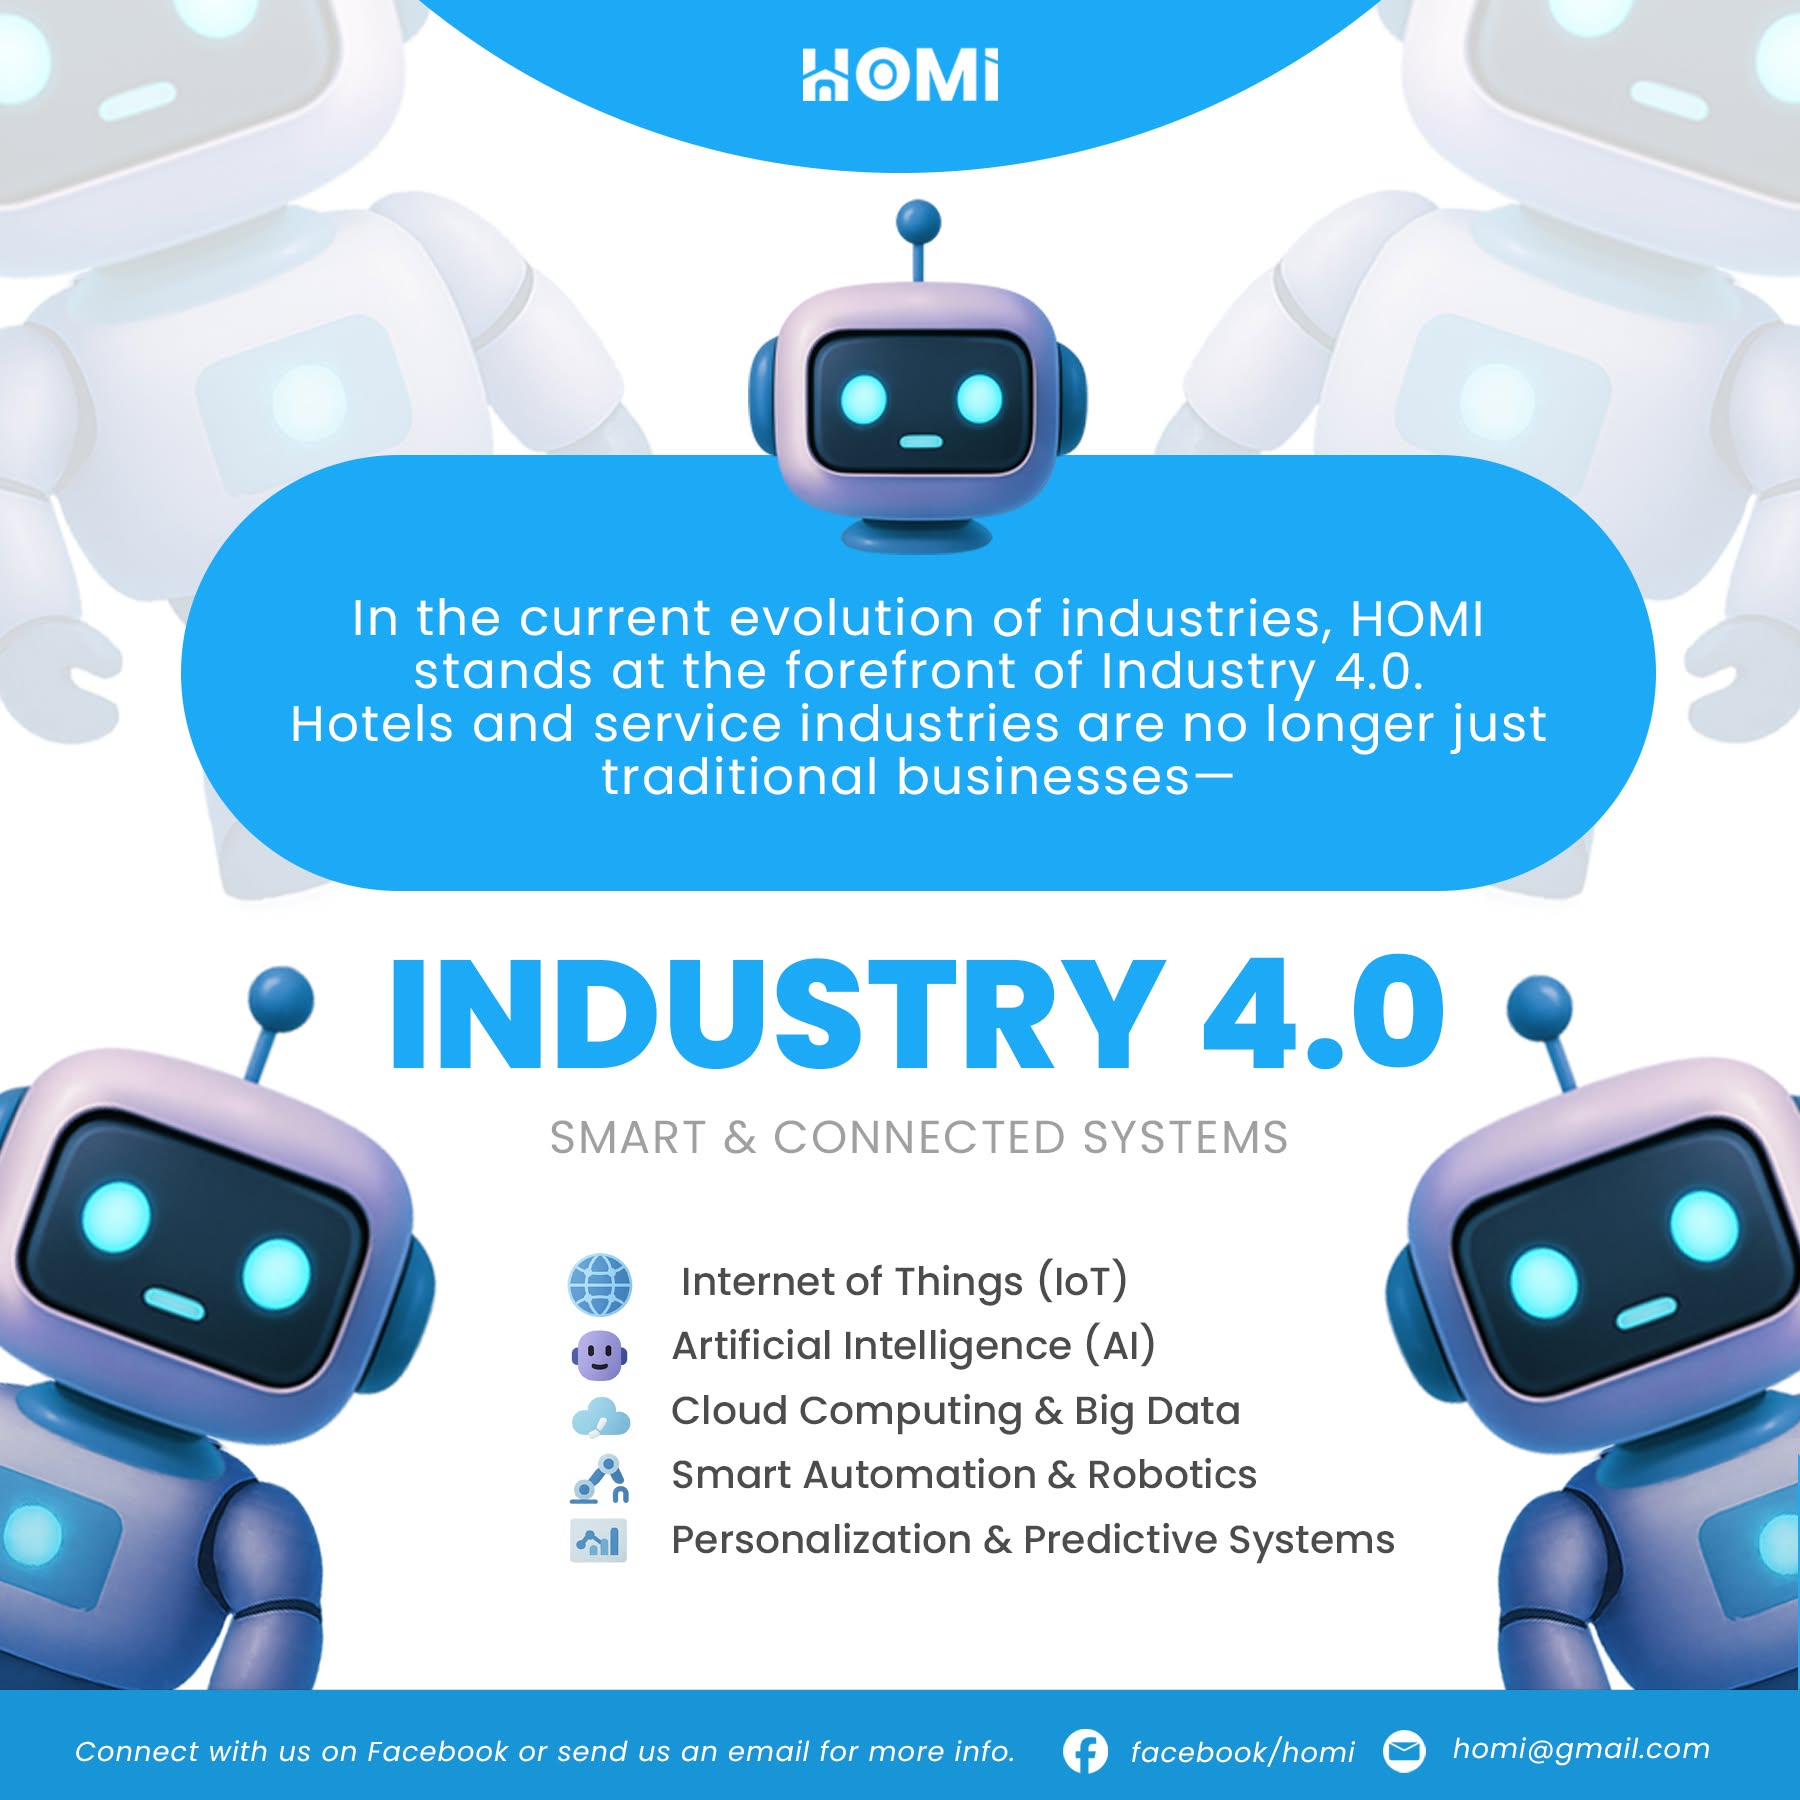 HOMi
In the current evolution of industries, HOMI
stands at the forefront of Industry 4.0.
Hotels and service industries are no longer just
traditional businesses—
INDUSTRY 4.0
SMART & CONNECTED SYSTEMS
Internet of Things (IoT)
Artificial Intelligence (AI)
Cloud Computing & Big Data
Smart Automation & Robotics
Personalization & Predictive Systems
Connect with us on Facebook or send us an email for more info. facebook/homi homi@gmail.com